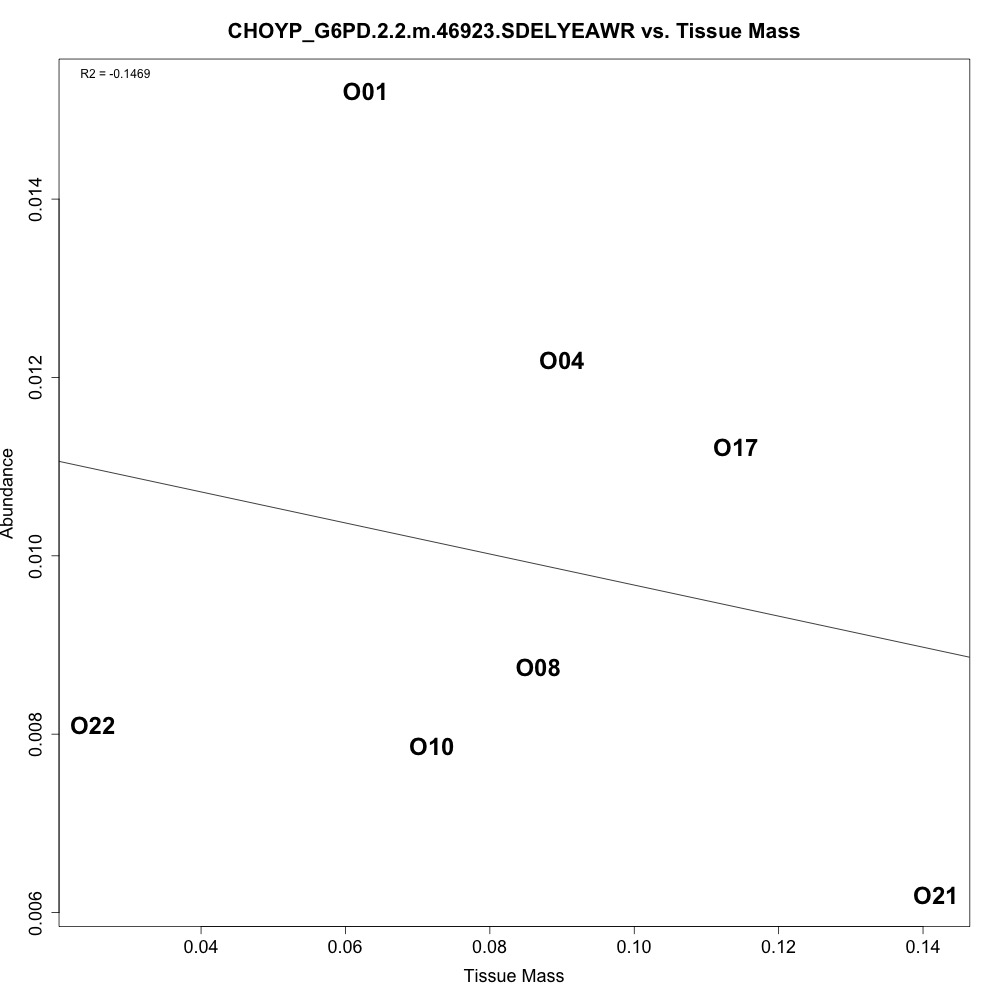 CHOYP_G6PD.2.2.m.46923.SDELYEAWR vs. Tissue Mass
R2 = -0.1469
O01
0.014
O04
0.012
O17
Abundance
0.010
O08
O22
0.008
O10
O21
0.006
0.04 0.06 0.08 0.10 0.12 0.14
Tissue Mass